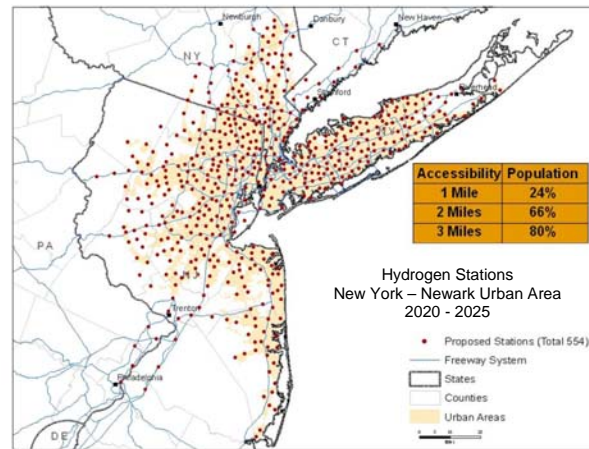 Newburgh
Danbury
New Haven
NY
CT
Stamford
Riverhead
Accessibility Population
1 Mile 24%
2 Miles 66%
3 Miles 80%
PA
Hydrogen Stations
New York – Newark Urban Area
2020 - 2025
Trenton
Proposed Stations (Total 554)
Freeway System
Philadelphia
States
Counties
Urban Areas
DE